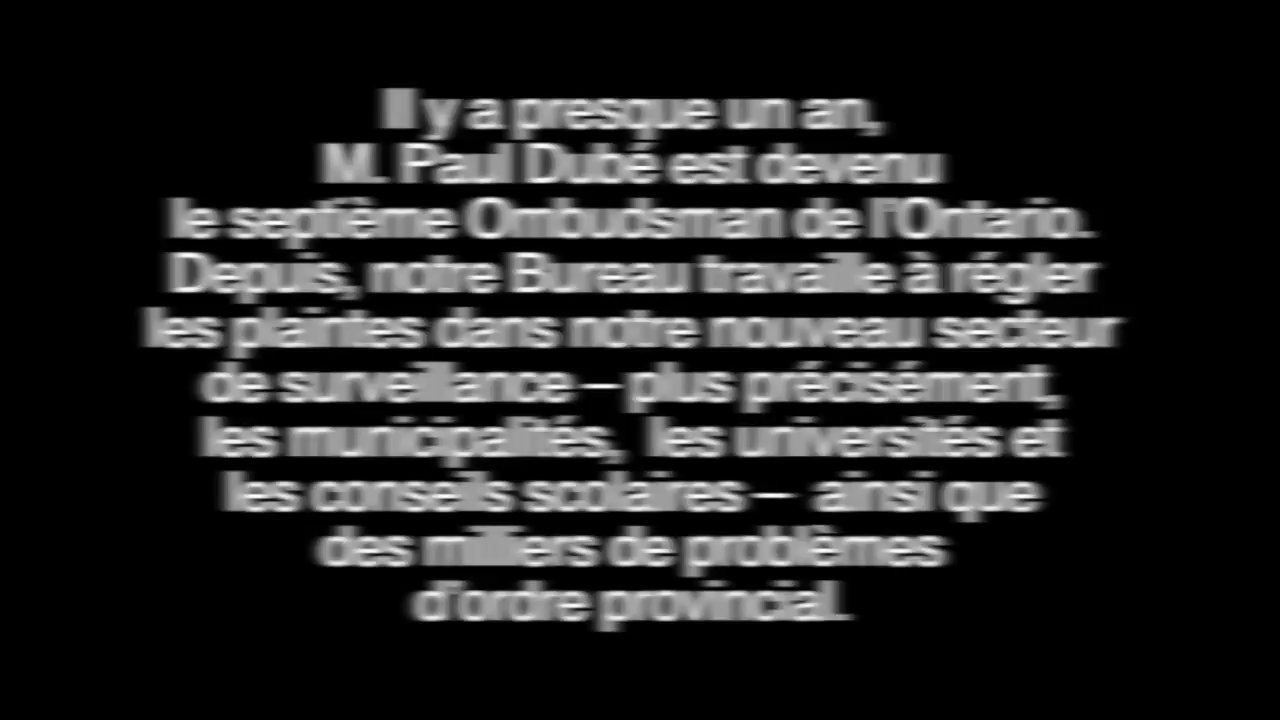 Il y a presque un an,
M. Paul Dubé est devenu
le septième Ombudsman de l'Ontario.
Depuis, notre Bureau travaille à régler
les plaintes dans notre nouveau secteur
de surveillance – plus précisément,
les municipalités, les universités et
les conseils scolaires – ainsi que
des milliers de problèmes
d'ordre provincial.